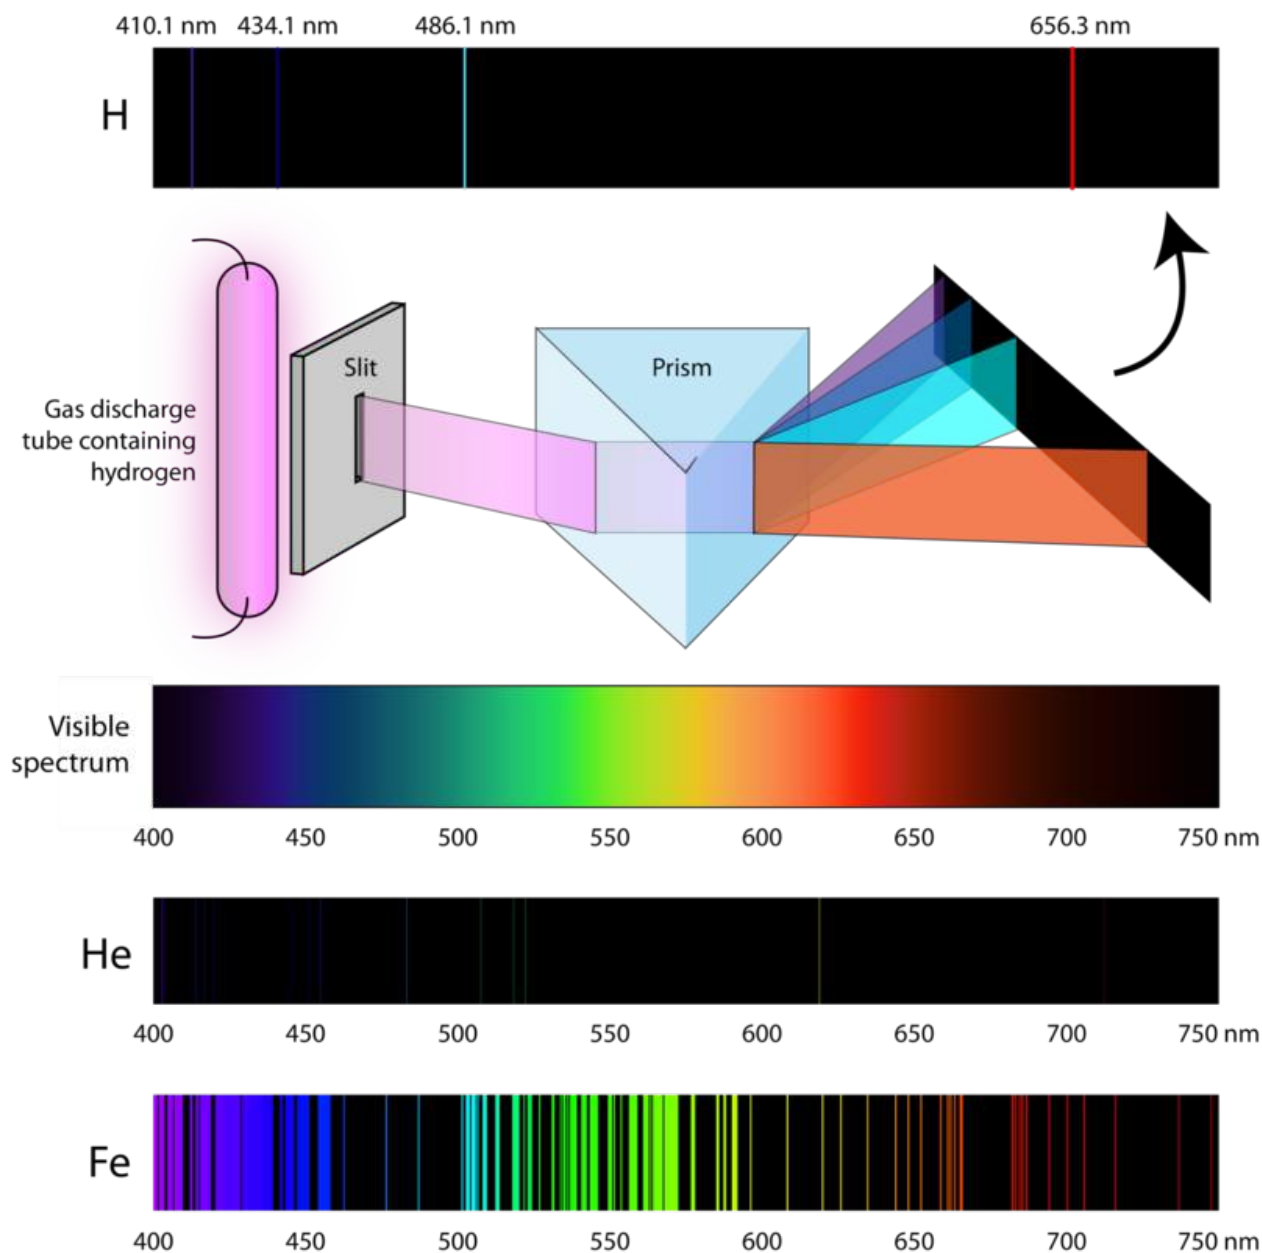 410.1 nm 434.1 nm 486.1 nm 656.3 nm
H
Slit
Prism
Gas discharge
tube containing
hydrogen
Visible
spectrum
400 450 500 550 600 650 700 750 nm
He
400 450 500 550 600 650 700 750 nm
Fe
400 450 500 550 600 650 700 750 nm